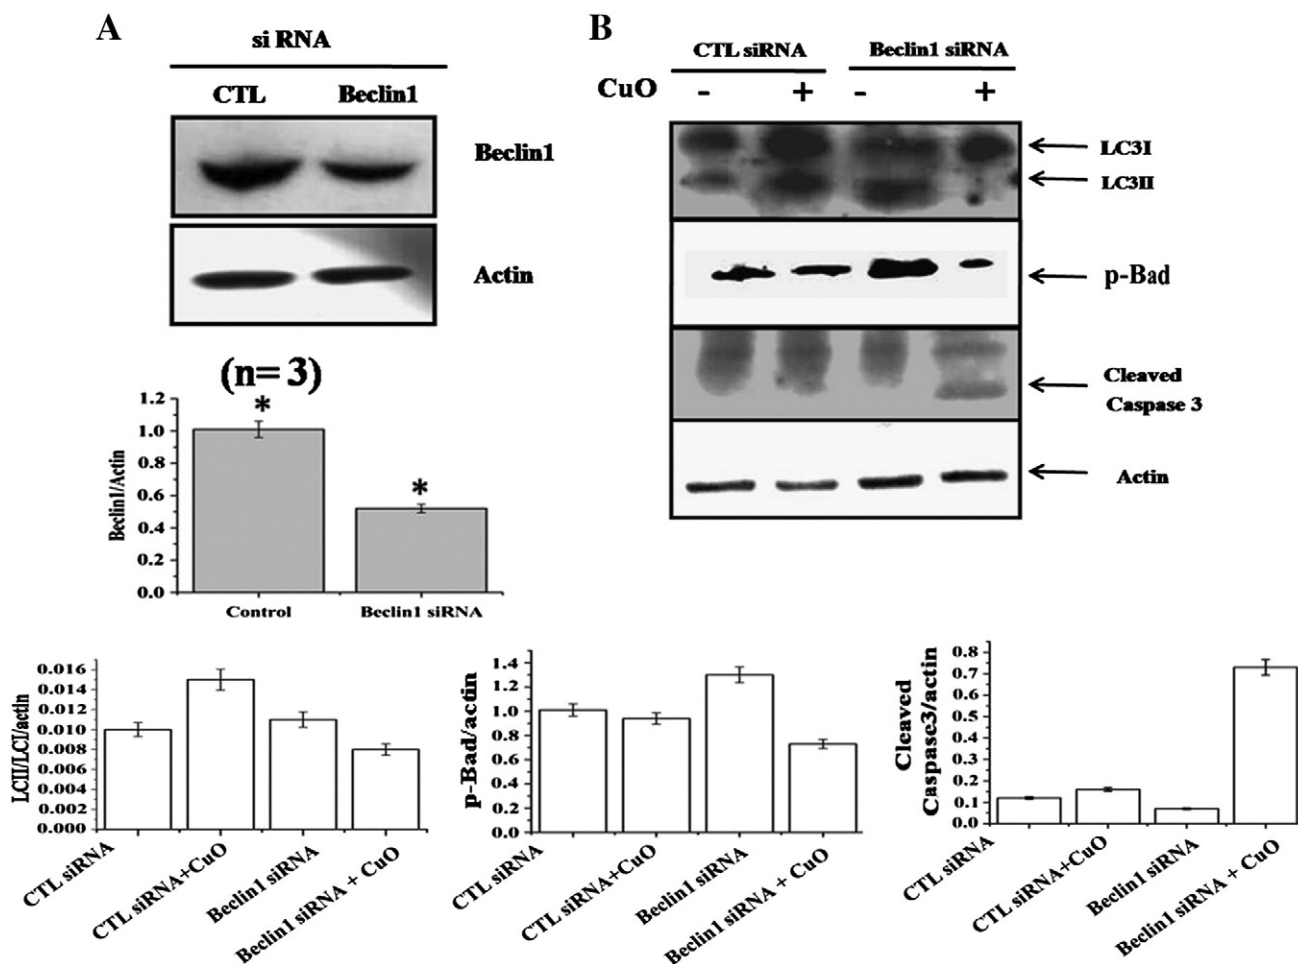 A
si RNA
CTL Beclin1
Beclin1
Actin
(n= 3)
* *
Beclin1/Actin
1.2
1.0
0.8
0.6
0.4
0.2
0.0
Control Beclin1 siRNA
B
CTL siRNA Beclin1 siRNA
CuO - + - +
LC3I
LC3II
p-Bad
Cleaved
Caspase 3
Actin
LCII/LCI/actin
0.016
0.014
0.012
0.010
0.008
0.006
0.004
0.002
0.000
CTL siRNA
CTL siRNA+CuO
Beclin1 siRNA
Beclin1 siRNA + CuO
p-Bad/actin
1.4
1.2
1.0
0.8
0.6
0.4
0.2
0.0
CTL siRNA
CTL siRNA+CuO
Beclin1 siRNA
Beclin1 siRNA + CuO
Cleaved
Caspase3/actin
0.8
0.7
0.6
0.5
0.4
0.3
0.2
0.1
0.0
CTL siRNA
CTL siRNA+CuO
Beclin1 siRNA
Beclin1 siRNA + CuO